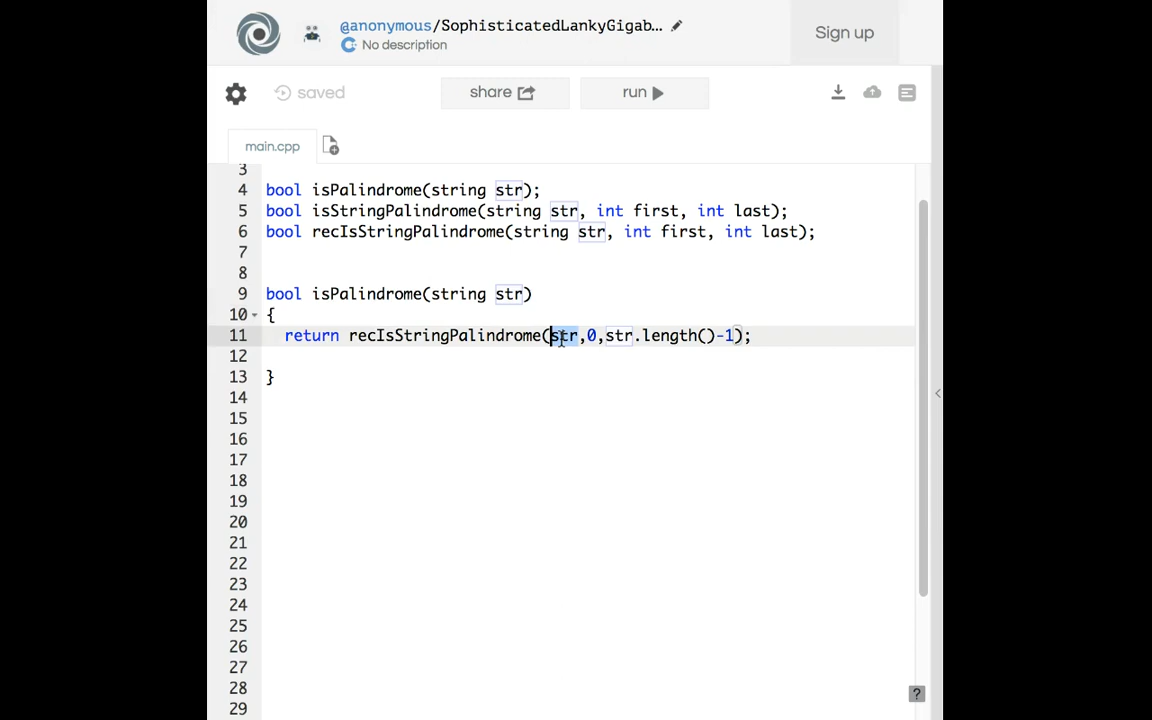 @anonymous/SophisticatedLankyGigab...
No description
Sign up
saved
share
run
main.cpp
3
4 bool isPalindrome(string str);
5 bool isStringPalindrome(string str, int first, int last);
6 bool recIsStringPalindrome(string str, int first, int last);
7
8
9 bool isPalindrome(string str)
10 {
11 return recIsStringPalindrome(str,0,str.length()-1);
12
13 }
14
15
16
17
18
19
20
21
22
23
24
25
26
27
28
29
?